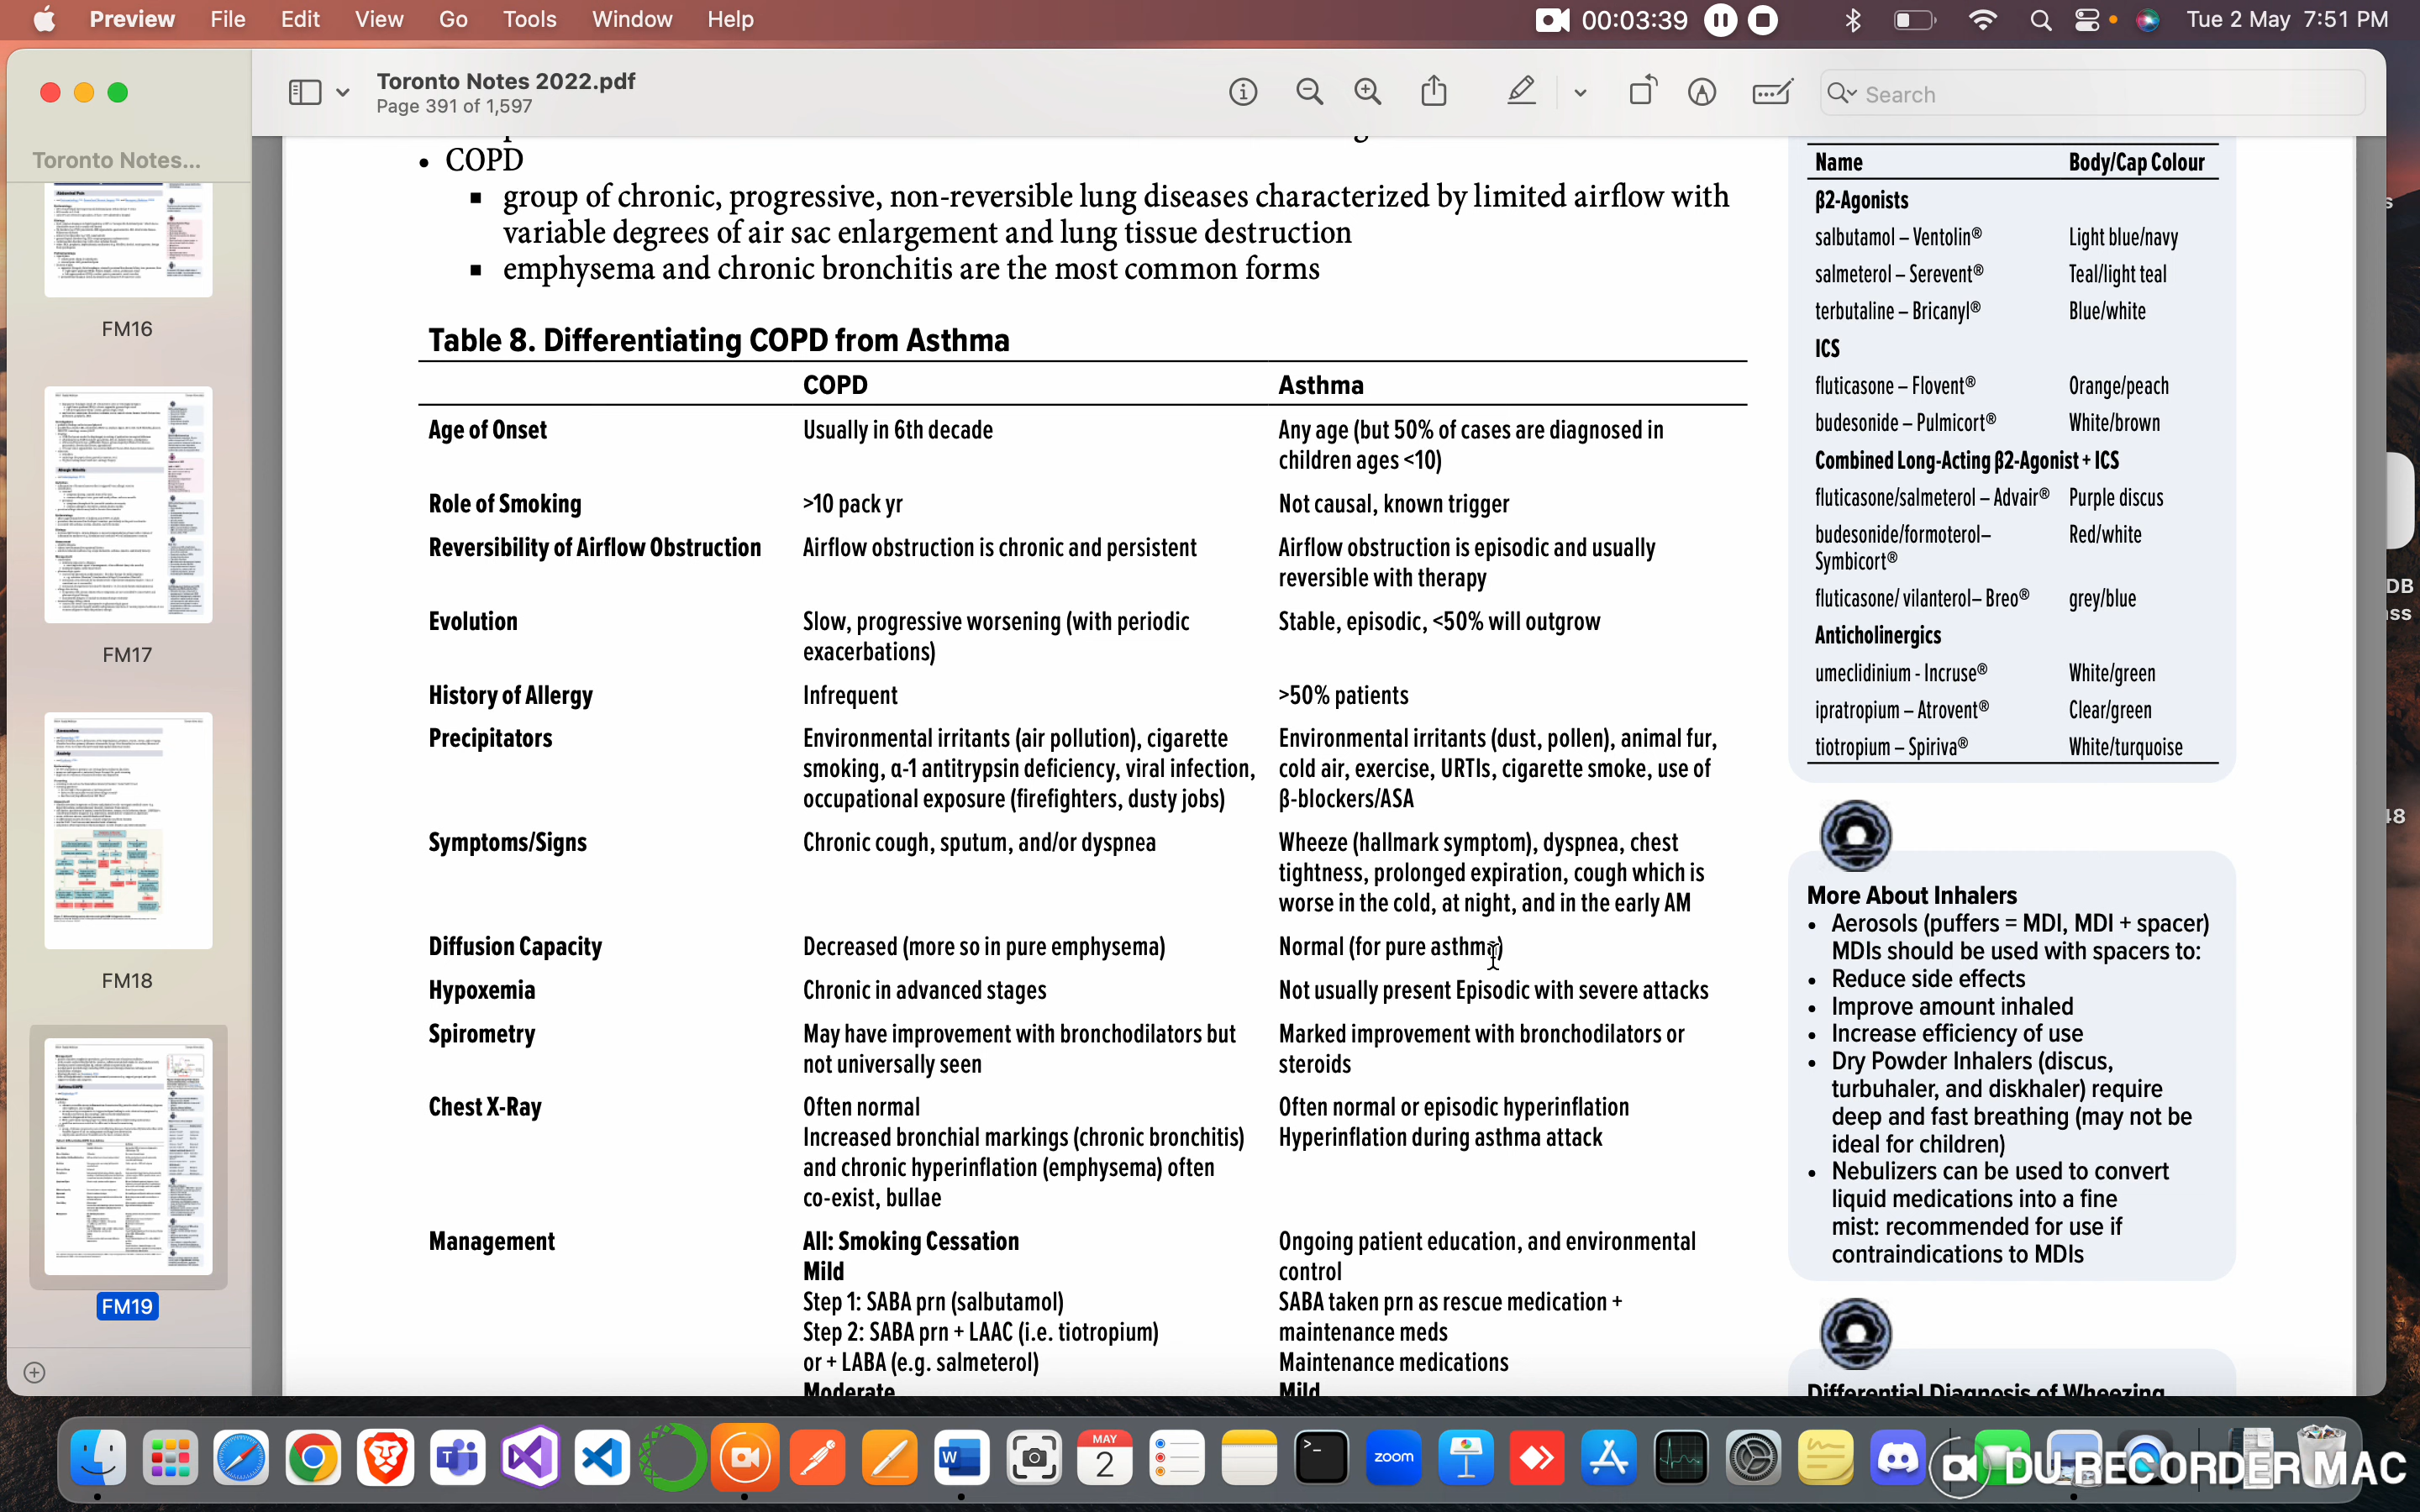 Preview File Edit View Go Tools Window Help 00:03:39 Tue 2 May 7:51 PM
Toronto Notes 2022.pdf
Page 391 of 1,597
Search
Toronto Notes...
FM16
FM17
FM18
FM19
• COPD
▪ group of chronic, progressive, non-reversible lung diseases characterized by limited airflow with
variable degrees of air sac enlargement and lung tissue destruction
▪ emphysema and chronic bronchitis are the most common forms
Table 8. Differentiating COPD from Asthma
COPD Asthma
Age of Onset Usually in 6th decade Any age (but 50% of cases are diagnosed in
children ages <10)
Role of Smoking >10 pack yr Not causal, known trigger
Reversibility of Airflow Obstruction Airflow obstruction is chronic and persistent Airflow obstruction is episodic and usually
reversible with therapy
Evolution Slow, progressive worsening (with periodic Stable, episodic, <50% will outgrow
exacerbations)
History of Allergy Infrequent >50% patients
Precipitators Environmental irritants (air pollution), cigarette Environmental irritants (dust, pollen), animal fur,
smoking, α-1 antitrypsin deficiency, viral infection, cold air, exercise, URTIs, cigarette smoke, use of
occupational exposure (firefighters, dusty jobs) β-blockers/ASA
Symptoms/Signs Chronic cough, sputum, and/or dyspnea Wheeze (hallmark symptom), dyspnea, chest
tightness, prolonged expiration, cough which is
worse in the cold, at night, and in the early AM
Diffusion Capacity Decreased (more so in pure emphysema) Normal (for pure asthma)
Hypoxemia Chronic in advanced stages Not usually present Episodic with severe attacks
Spirometry May have improvement with bronchodilators but Marked improvement with bronchodilators or
not universally seen steroids
Chest X-Ray Often normal Often normal or episodic hyperinflation
Increased bronchial markings (chronic bronchitis) Hyperinflation during asthma attack
and chronic hyperinflation (emphysema) often
co-exist, bullae
Management All: Smoking Cessation Ongoing patient education, and environmental
Mild control
Step 1: SABA prn (salbutamol) SABA taken prn as rescue medication +
Step 2: SABA prn + LAAC (i.e. tiotropium) maintenance meds
or + LABA (e.g. salmeterol) Maintenance medications
Moderate Mild
Name Body/Cap Colour
β2-Agonists
salbutamol – Ventolin® Light blue/navy
salmeterol – Serevent® Teal/light teal
terbutaline – Bricanyl® Blue/white
ICS
fluticasone – Flovent® Orange/peach
budesonide – Pulmicort® White/brown
Combined Long-Acting β2-Agonist + ICS
fluticasone/salmeterol – Advair® Purple discus
budesonide/formoterol– Red/white
Symbicort®
fluticasone/ vilanterol– Breo® grey/blue
Anticholinergics
umeclidinium - Incruse® White/green
ipratropium – Atrovent® Clear/green
tiotropium – Spiriva® White/turquoise
More About Inhalers
• Aerosols (puffers = MDI, MDI + spacer)
MDIs should be used with spacers to:
• Reduce side effects
• Improve amount inhaled
• Increase efficiency of use
• Dry Powder Inhalers (discus,
turbuhaler, and diskhaler) require
deep and fast breathing (may not be
ideal for children)
• Nebulizers can be used to convert
liquid medications into a fine
mist: recommended for use if
contraindications to MDIs
Differential Diagnosis of Wheezing
DB
MAY
2
zoom
DU RECORDER MAC